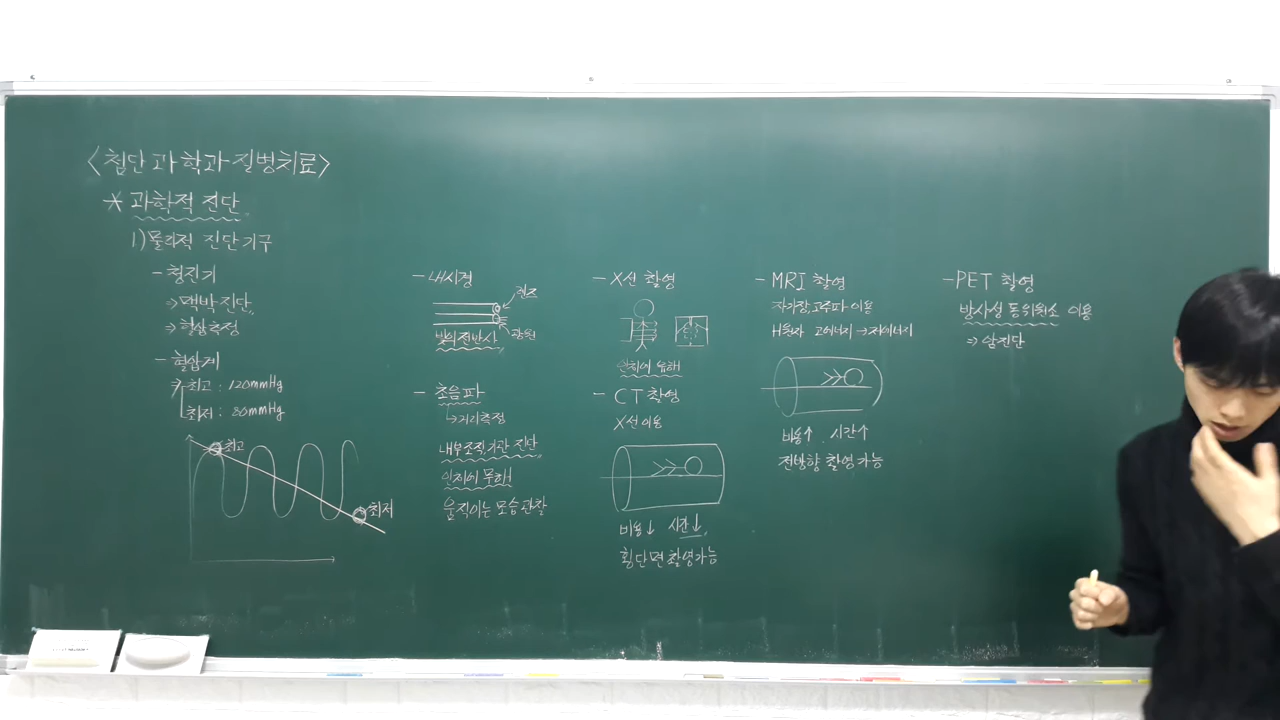 <첨단과학과 질병치료>
* 과학적 진단
1) 물리적 진단기구
- 청진기
⇒ 맥박 진단
⇒ 혈압측정
- 혈압계
최고 : 120mmHg
최저 : 80mmHg
최고
최저
- 내시경
렌즈
광원
빛의 전반사
- 초음파
↳거리측정
내부조직, 기관 진단
인체에 무해
움직이는 모습 관찰
- X선 촬영
인체에 유해
- CT 촬영
X선 이용
비용↓ 시간↓
횡단면 촬영가능
- MRI 촬영
자기장, 고주파 이용
H원자 고에너지 → 저에너지
비용↑ 시간↑
전방향 촬영가능
- PET 촬영
방사성 동위원소 이용
⇒ 암진단